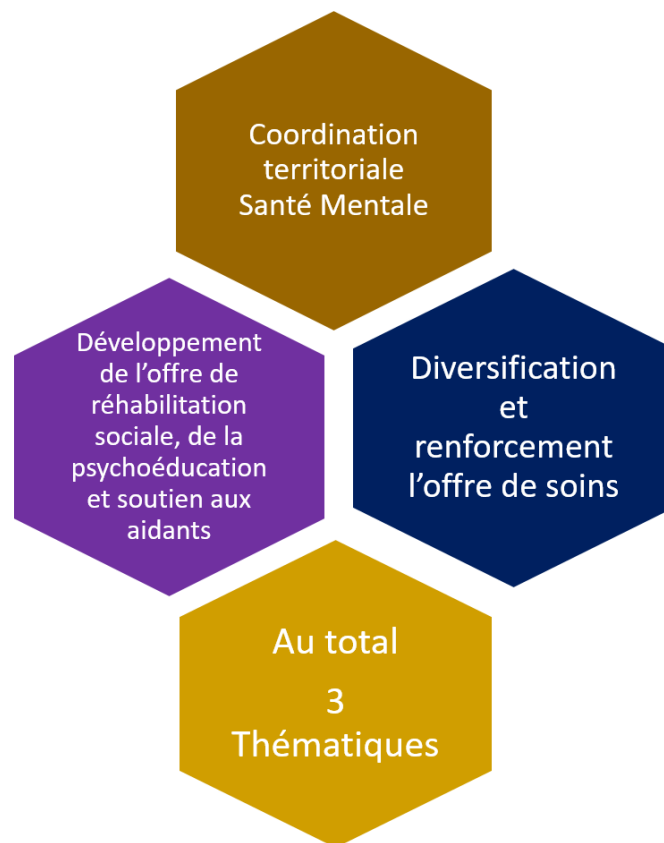 Coordination
territoriale
Santé Mentale
Développement
de l’offre de
réhabilitation
sociale, de la
psychoéducation
et soutien aux
aidants
Diversification
et
renforcement
l’offre de soins
Au total
3
Thématiques